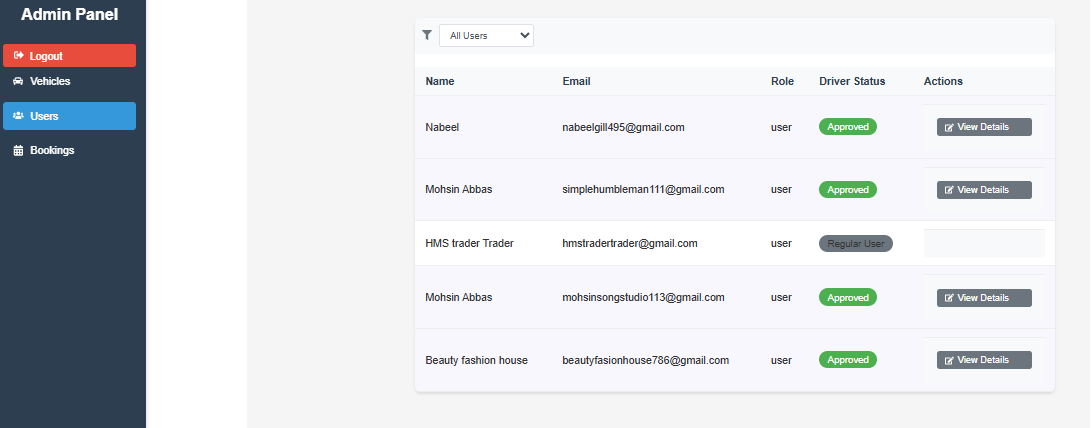 Admin Panel
Logout
Vehicles
Users
Bookings
All Users
Name Email Role Driver Status Actions
Nabeel nabeelgill495@gmail.com user Approved View Details
Mohsin Abbas simplehumbleman111@gmail.com user Approved View Details
HMS trader Trader hmstradertrader@gmail.com user Regular User
Mohsin Abbas mohsinsongstudio113@gmail.com user Approved View Details
Beauty fashion house beautyfasionhouse786@gmail.com user Approved View Details